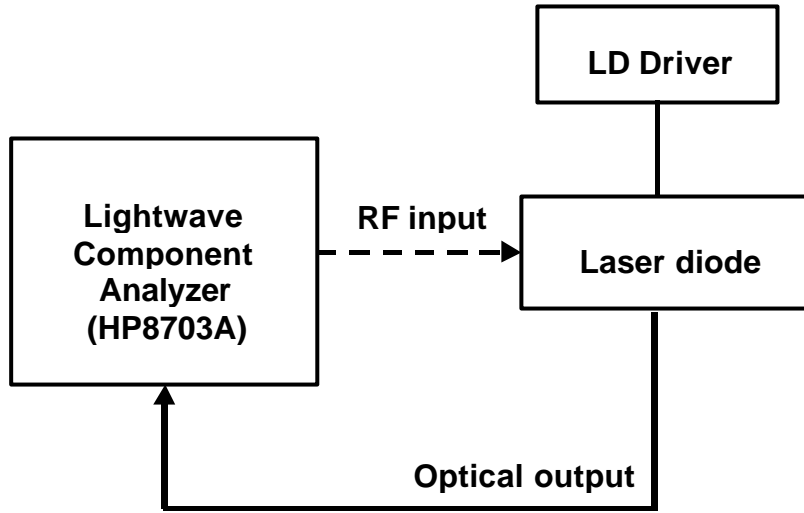 LD Driver
Lightwave
Component
Analyzer
(HP8703A)
RF input
Laser diode
Optical output